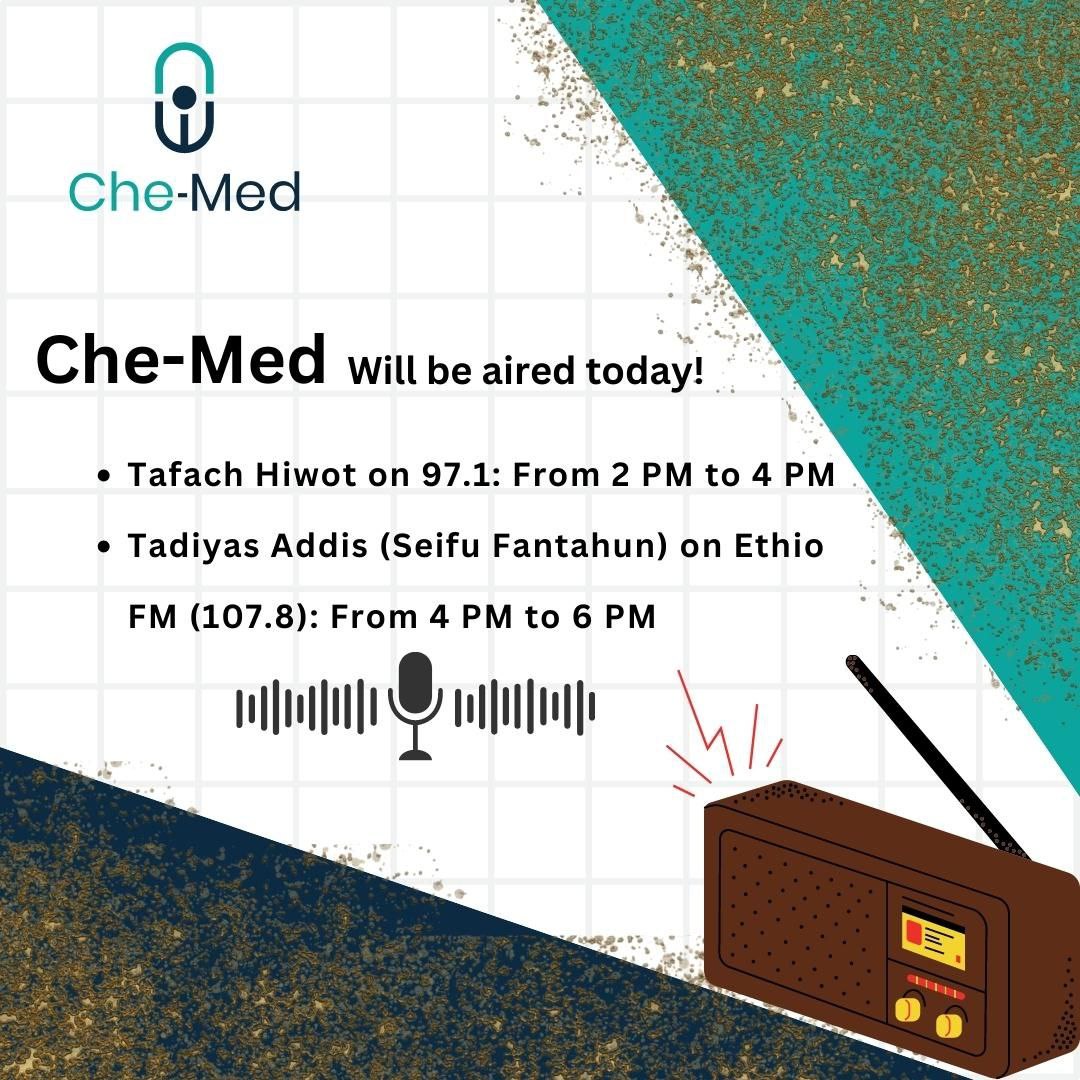 Che-Med
Che-Med Will be aired today!
• Tafach Hiwot on 97.1: From 2 PM to 4 PM
• Tadiyas Addis (Seifu Fantahun) on Ethio
FM (107.8): From 4 PM to 6 PM